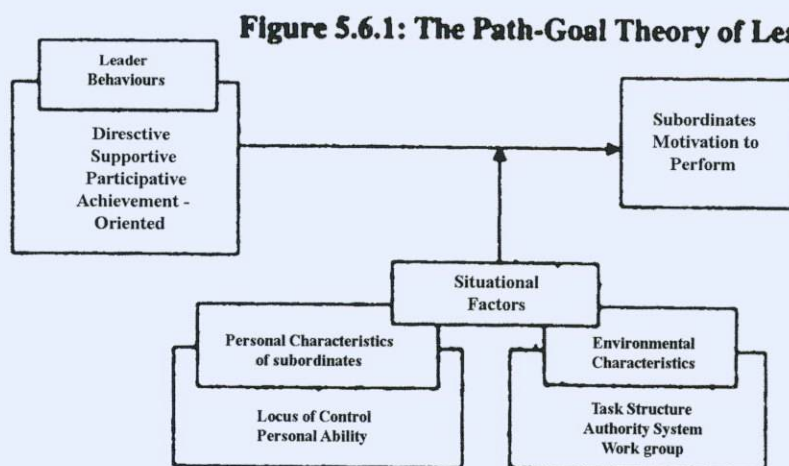 Figure 5.6.1: The Path-Goal Theory of Lea
Leader
Behaviours
Diresctive
Supportive
Participative
Achievement -
Oriented
Subordinates
Motivation to
Perform
Situational
Factors
Personal Characteristics
of subordinates
Locus of Control
Personal Ability
Environmental
Characteristics
Task Structure
Authority System
Work group